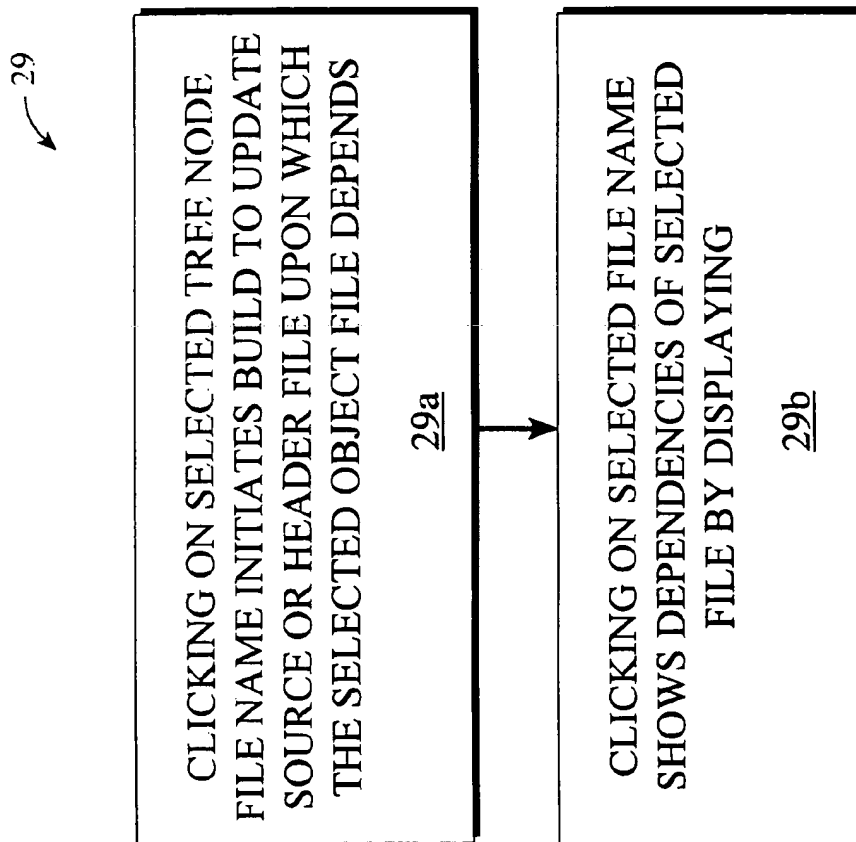 29
CLICKING ON SELECTED TREE NODE
FILE NAME INITIATES BUILD TO UPDATE
SOURCE OR HEADER FILE UPON WHICH
THE SELECTED OBJECT FILE DEPENDS
29a
CLICKING ON SELECTED FILE NAME
SHOWS DEPENDENCIES OF SELECTED
FILE BY DISPLAYING
29b